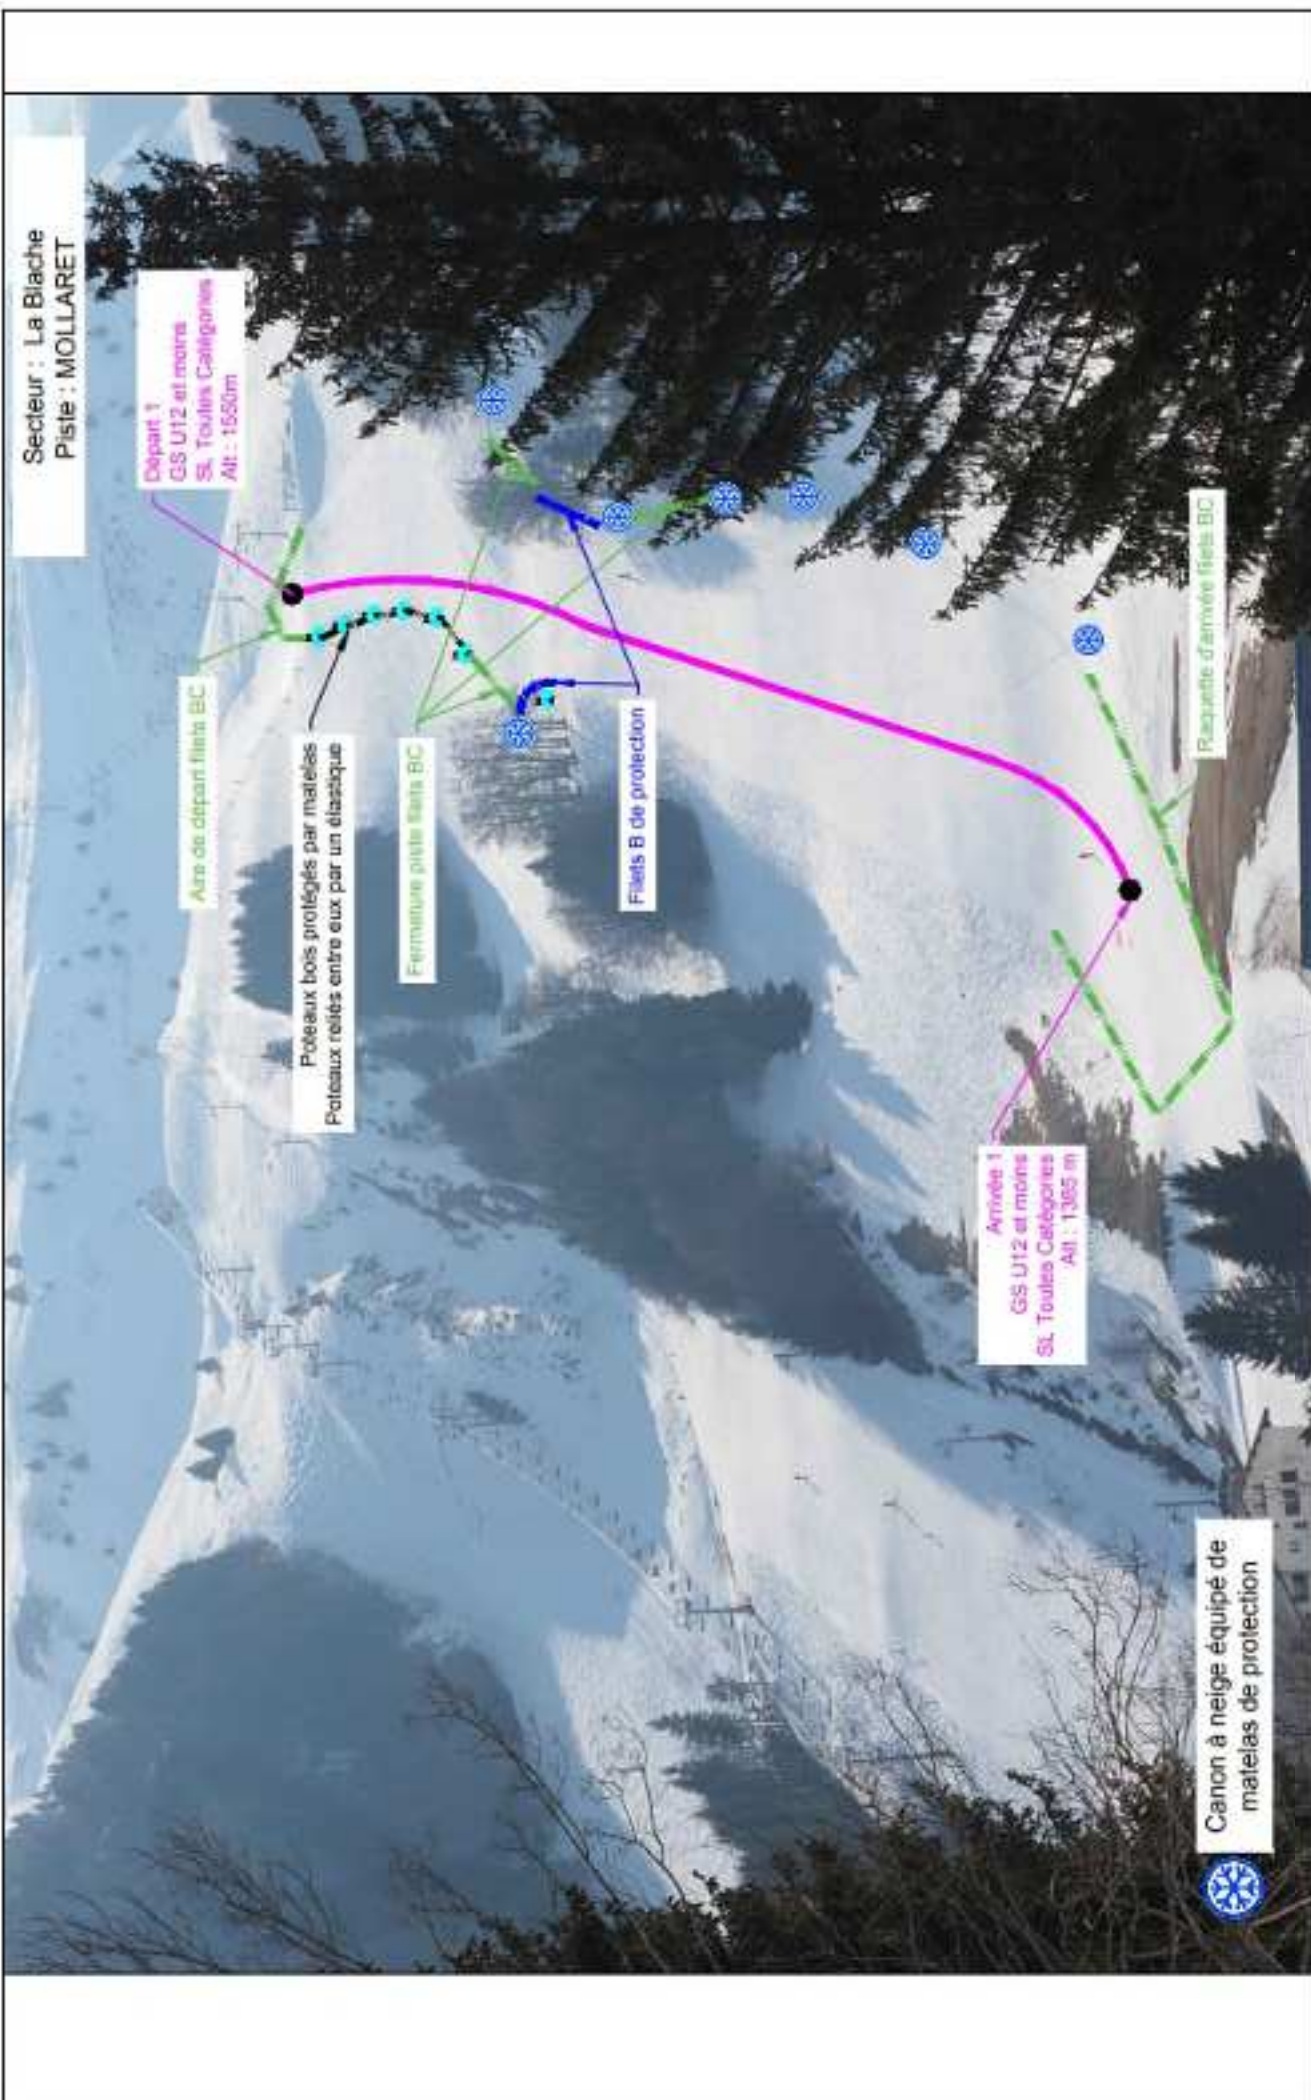 Secteur : La Blache
Piste : MOLLARET
Départ 1
GS U12 et moins
SL Toutes Catégories
Alt : 1550m
Aire de départ filets BC
Poteaux bois protégés par matelas
Poteaux reliés entre eux par un élastique
Fermeture piste filets BC
Filets B de protection
Raquette d'arrivée filets BC
Arrivée 1
GS U12 et moins
SL Toutes Catégories
Alt : 1385 m
Canon à neige équipé de
matelas de protection